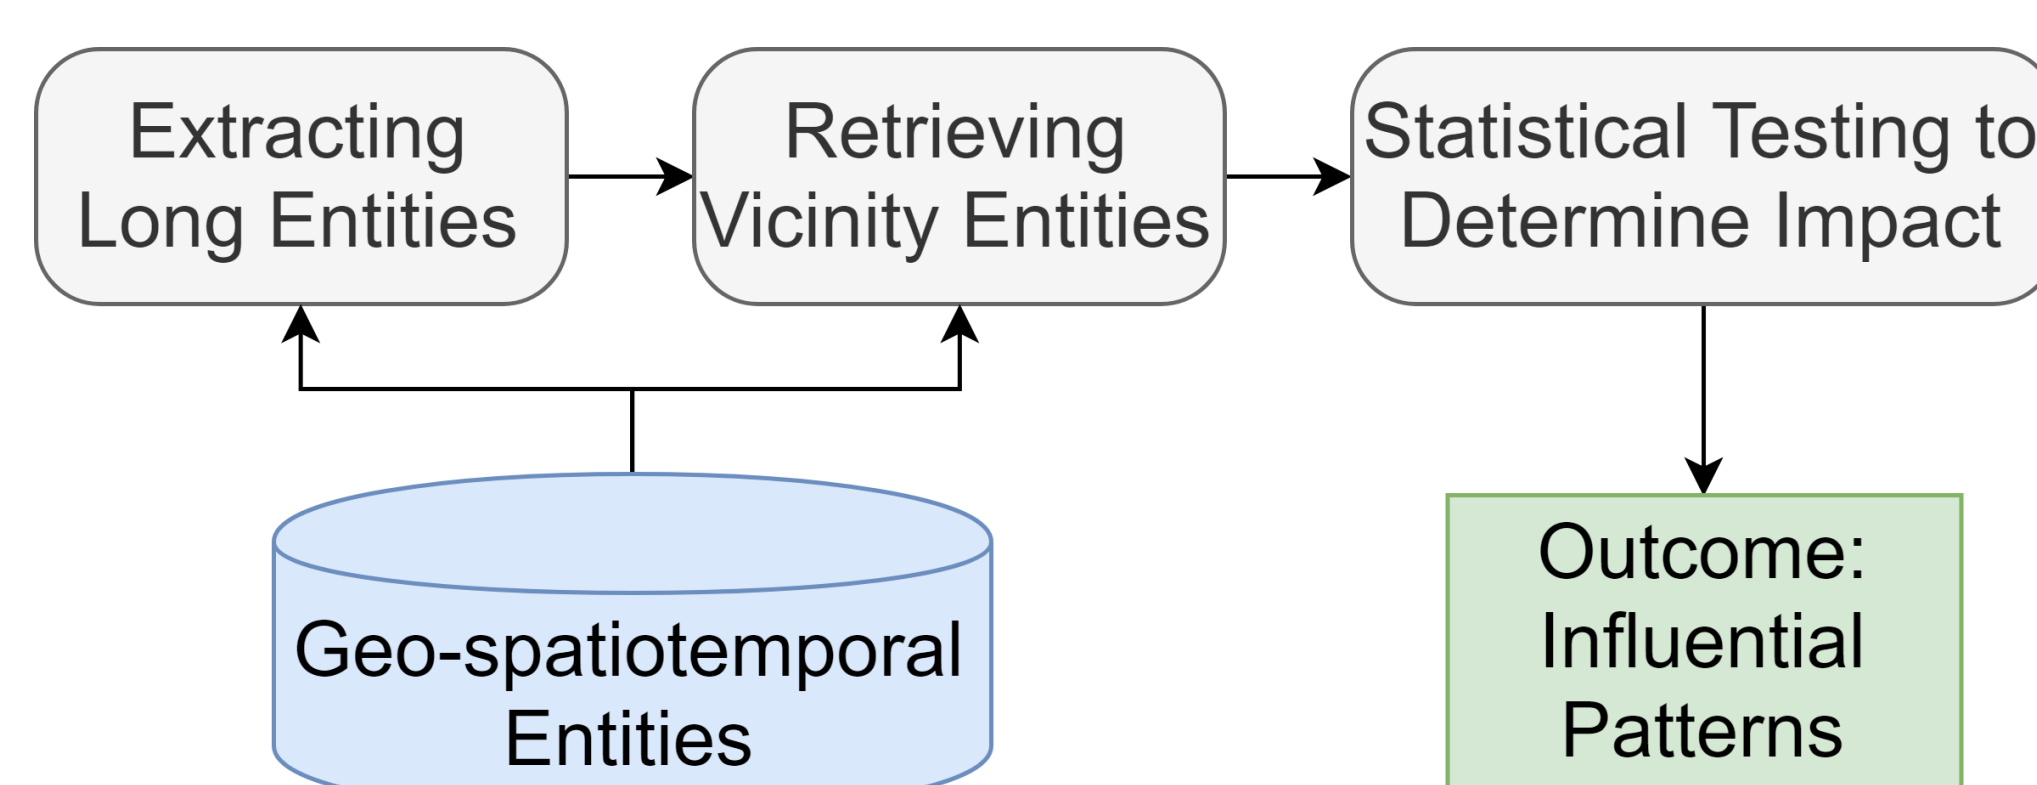 Extracting
Long Entities
Retrieving
Vicinity Entities
Statistical Testing to
Determine Impact
Geo-spatiotemporal
Entities
Outcome:
Influential
Patterns